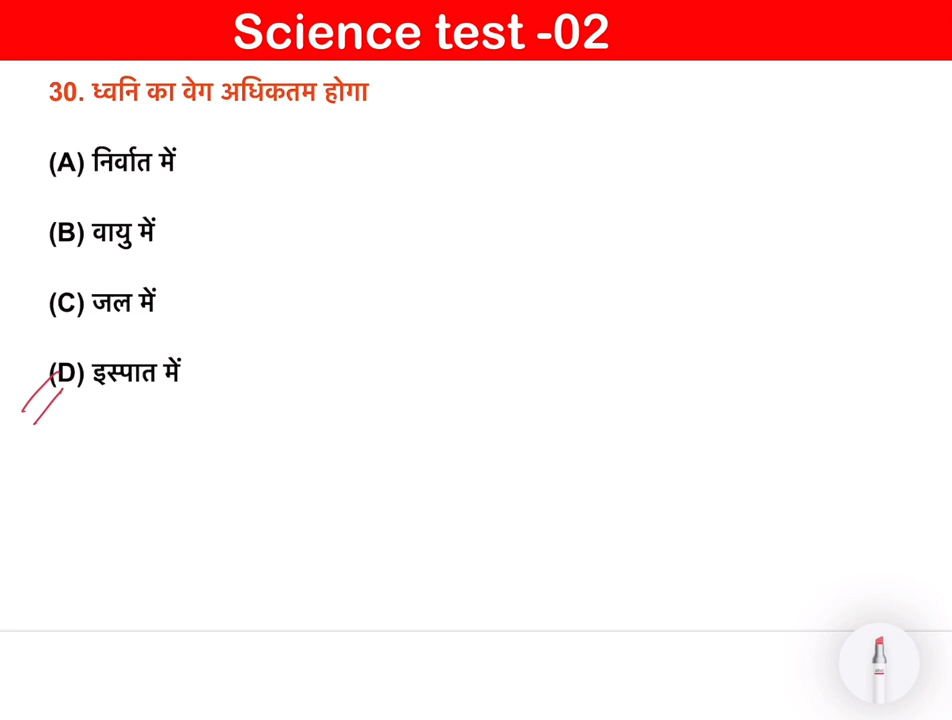 Science test -02
30. ध्वनि का वेग अधिकतम होगा
(A) निर्वात में
(B) वायु में
(C) जल में
(D) इस्पात में